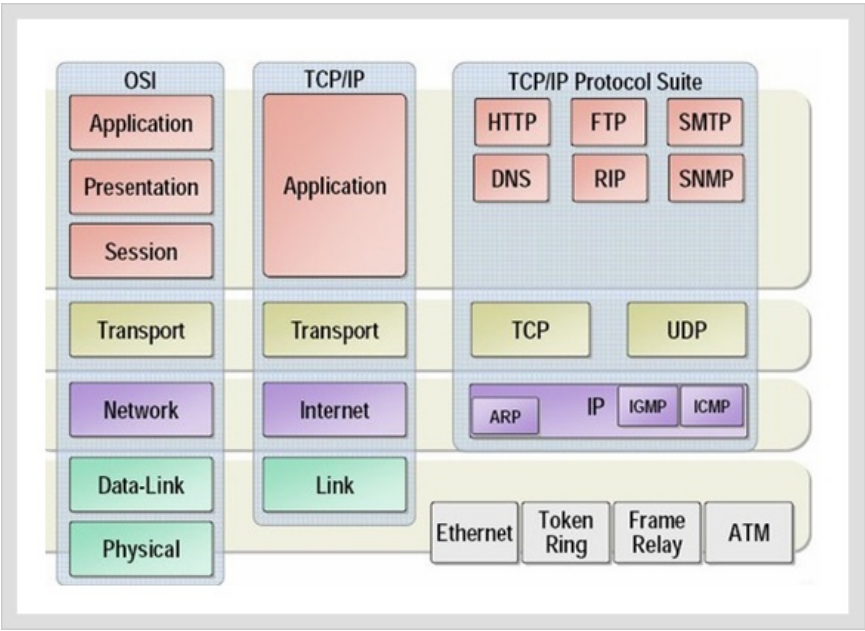 OSI
TCP/IP
TCP/IP Protocol Suite
Application
Presentation
Session
Application
HTTP
FTP
SMTP
DNS
RIP
SNMP
Transport
Transport
TCP
UDP
Network
Internet
ARP
IP
IGMP
ICMP
Data-Link
Physical
Link
Ethernet
Token
Ring
Frame
Relay
ATM